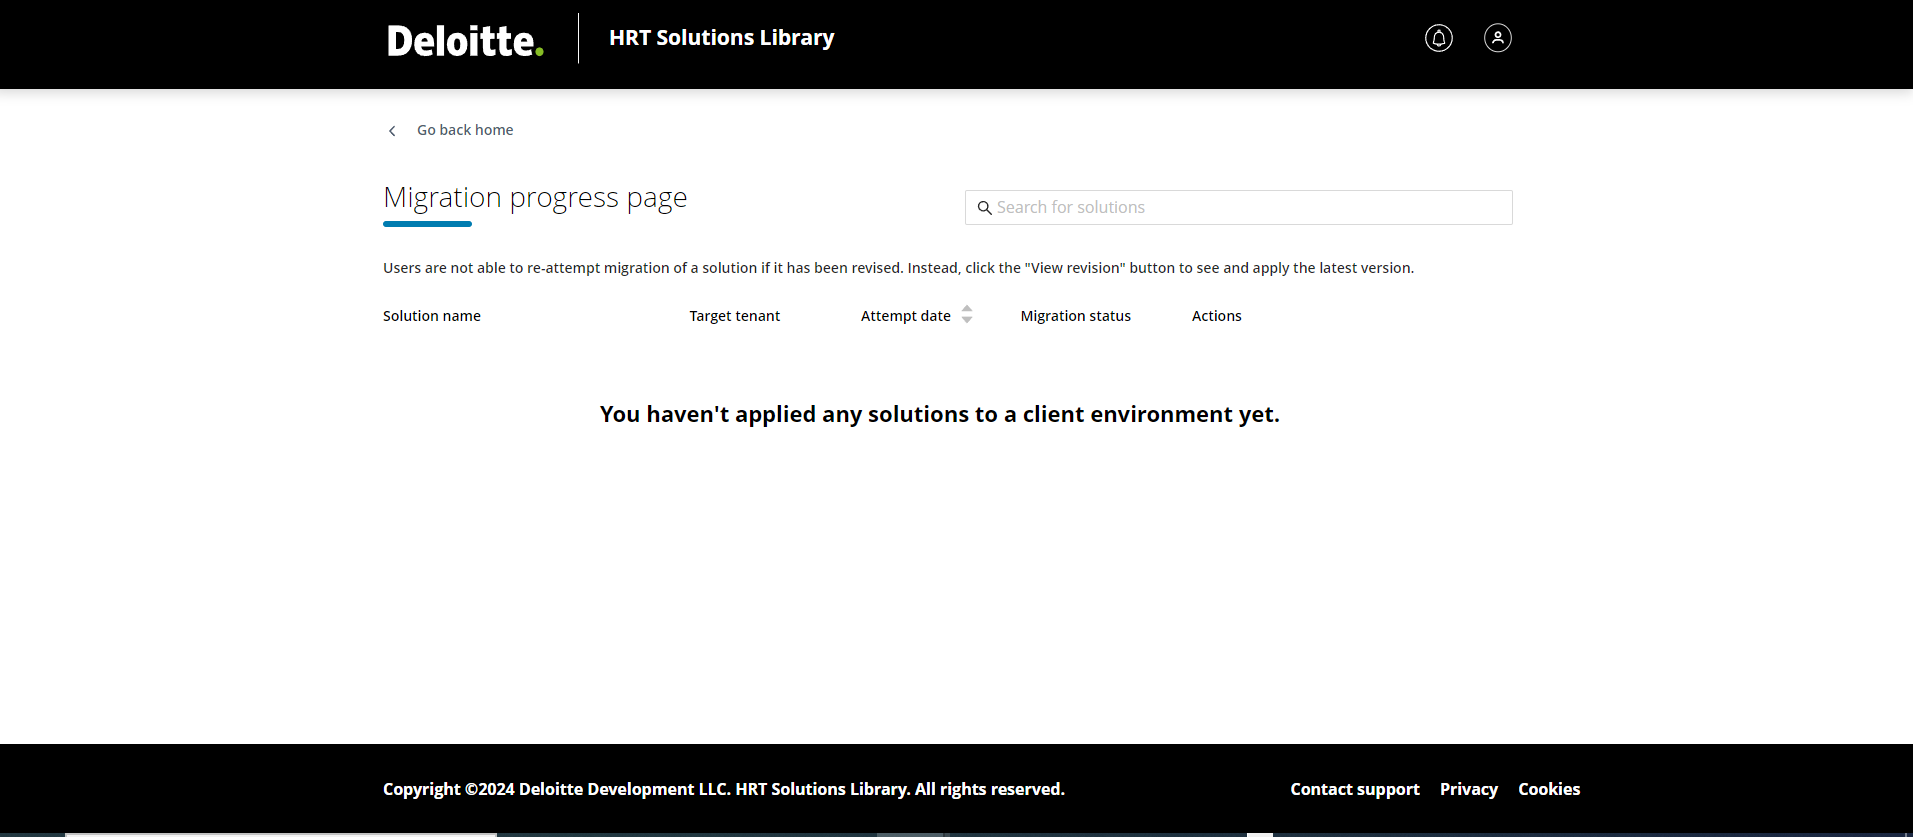 Deloitte.
HRT Solutions Library
Go back home
Migration progress page
Search for solutions
Users are not able to re-attempt migration of a solution if it has been revised. Instead, click the "View revision" button to see and apply the latest version.
Solution name Target tenant Attempt date Migration status Actions
You haven't applied any solutions to a client environment yet.
Copyright ©2024 Deloitte Development LLC. HRT Solutions Library. All rights reserved. Contact support Privacy Cookies